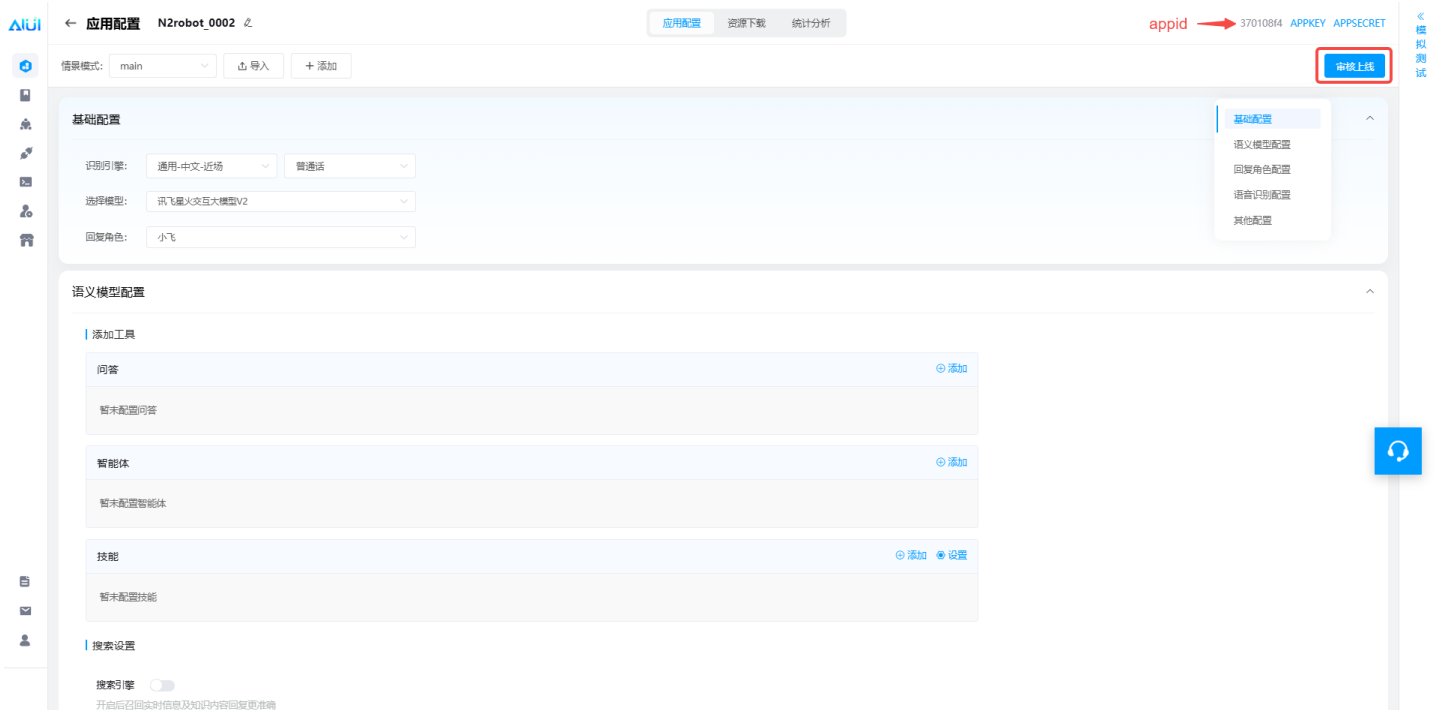 AIUI
应用配置 N2robot_0002
应用配置 资源下载 统计分析
appid 370108f4 APPKEY APPSECRET
模拟测试
情景模式: main 导入 添加
审核上线
基础配置
识别引擎: 通用-中文-近场 普通话
选择模型: 讯飞星火交互大模型V2
回复角色: 小飞
基础配置
语义模型配置
回复角色配置
语音识别配置
其他配置
语义模型配置
添加工具
问答 添加
暂未配置问答
智能体 添加
暂未配置智能体
技能 添加 设置
暂未配置技能
搜索设置
搜索引擎
开启后召回实时信息及知识内容回复更准确